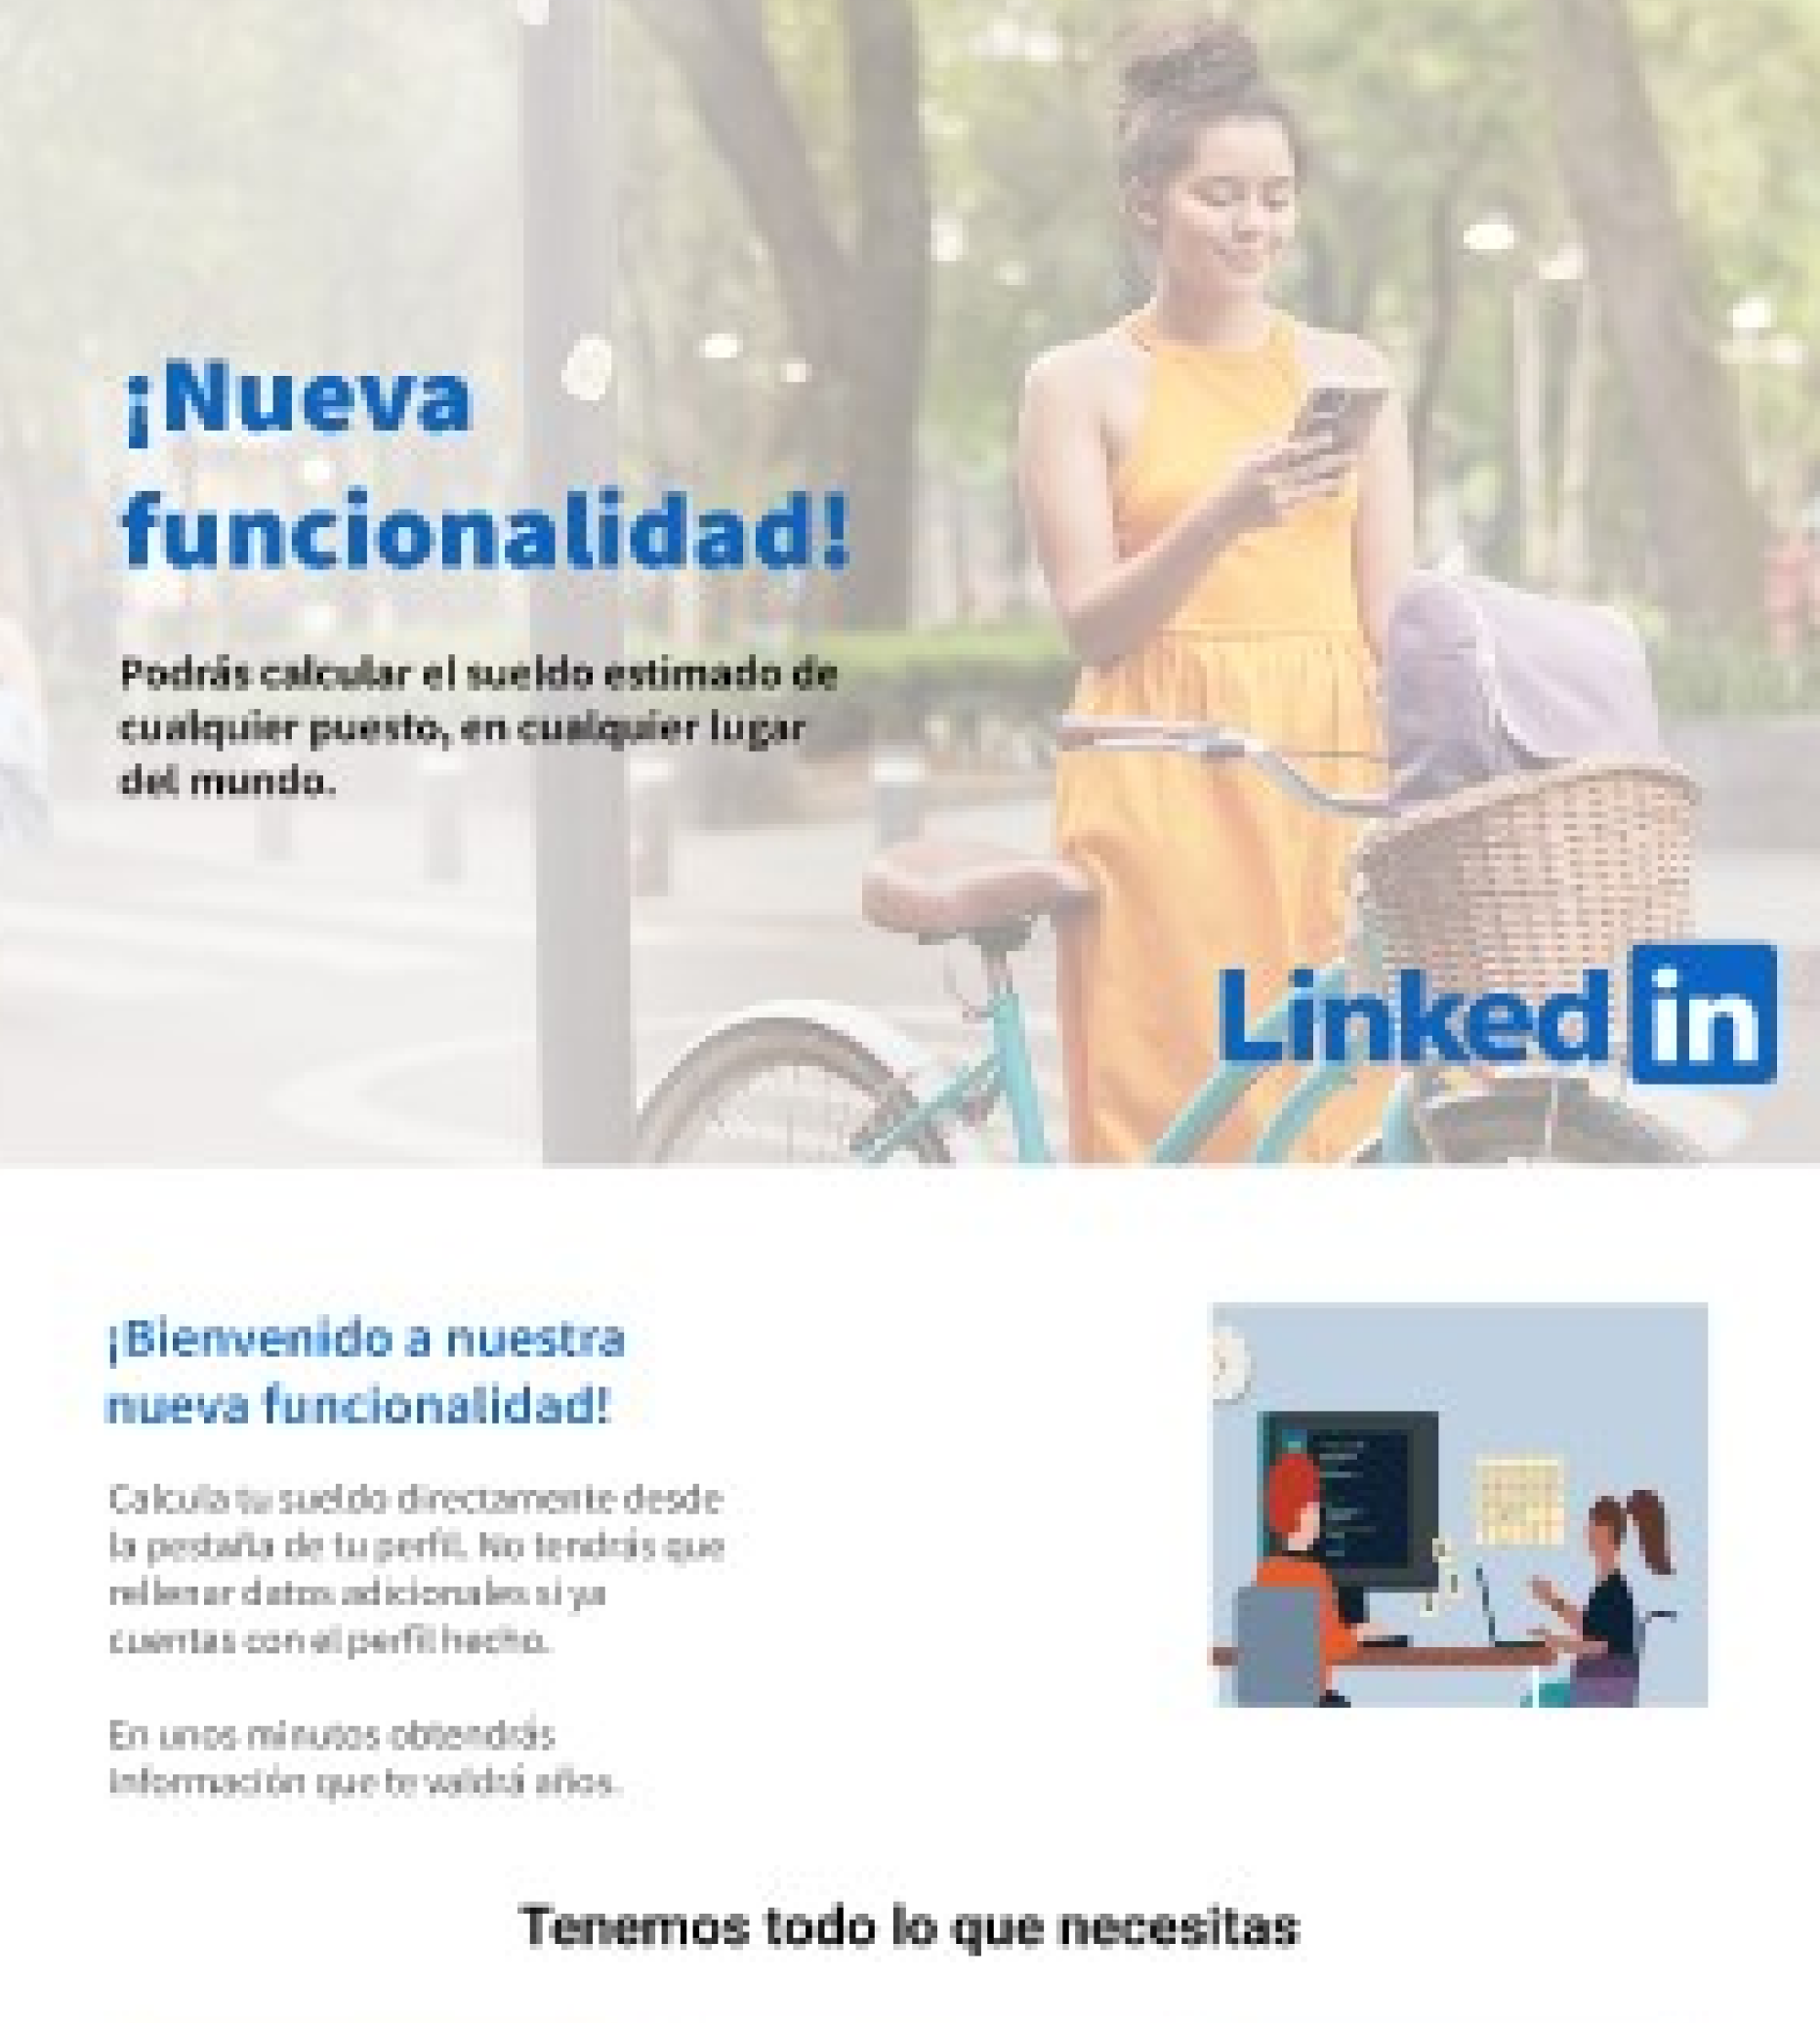 ¡Nueva
funcionalidad!
Podrás calcular el sueldo estimado de
cualquier puesto, en cualquier lugar
del mundo.
Linked in
¡Bienvenido a nuestra
nueva funcionalidad!
Calcula tu sueldo directamente desde
la pestaña de tu perfil. No tendrás que
rellenar datos adicionales si ya
cuentas con el perfil hecho.
En unos minutos obtendrás
información que te valdrá años.
Tenemos todo lo que necesitas